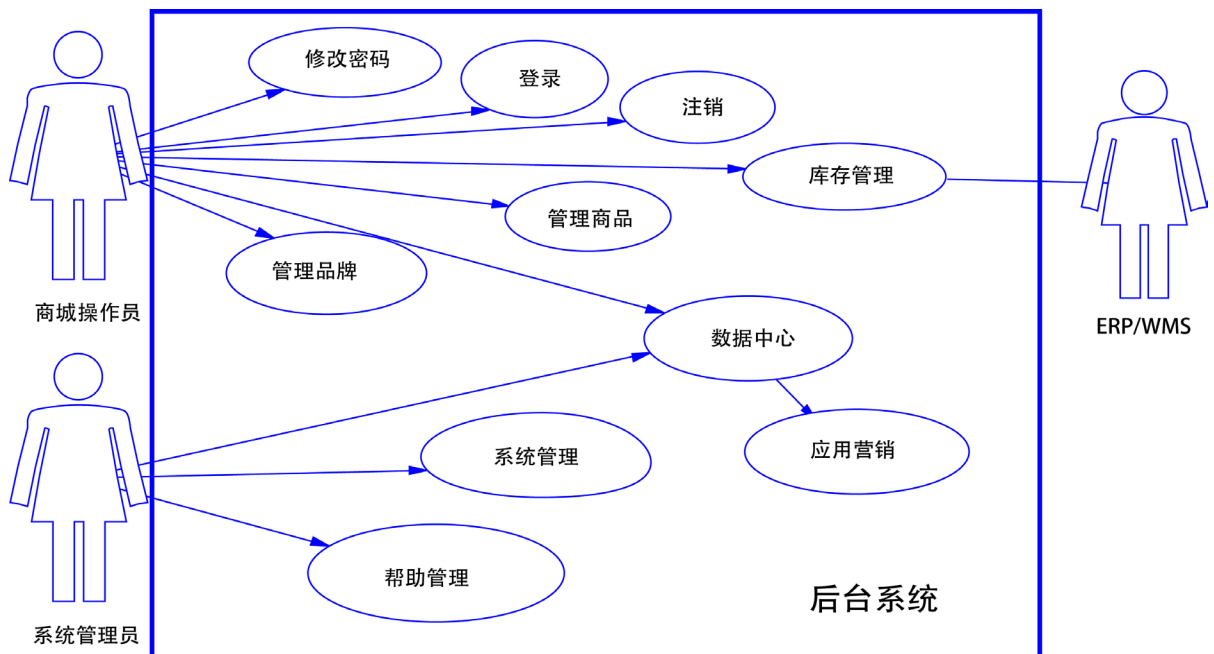 修改密码
登录
注销
库存管理
管理商品
管理品牌
商城操作员
ERP/WMS
数据中心
应用营销
系统管理
帮助管理
后台系统
系统管理员